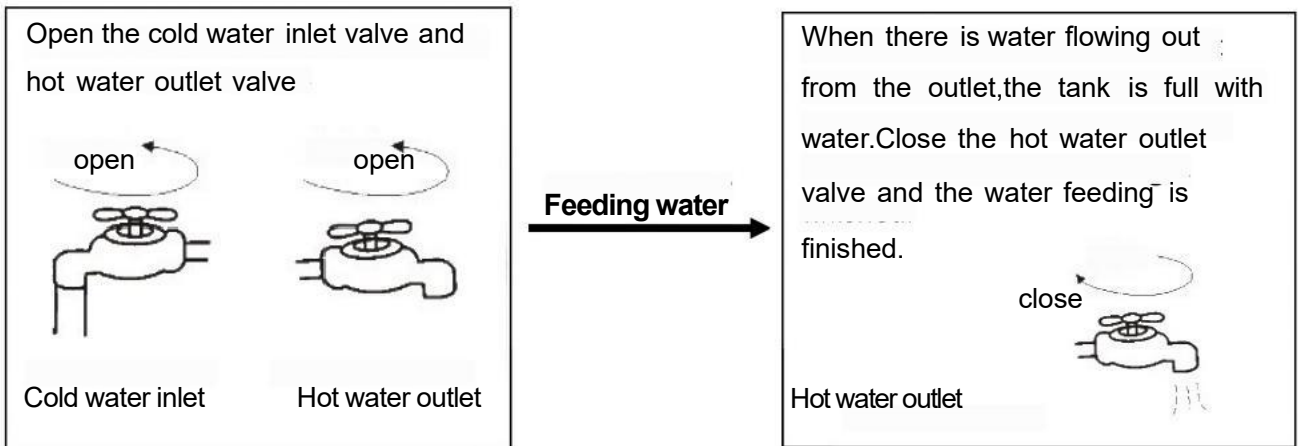 Open the cold water inlet valve and
hot water outlet valve
open
open
Cold water inlet
Hot water outlet
Feeding water
When there is water flowing out
from the outlet,the tank is full with
water.Close the hot water outlet
valve and the water feeding is
finished.
close
Hot water outlet